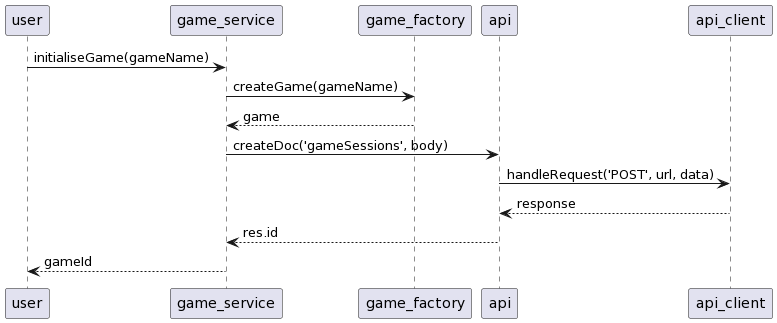 user game_service game_factory api api_client
initialiseGame(gameName)
createGame(gameName)
game
createDoc('gameSessions', body)
handleRequest('POST', url, data)
response
res.id
gameId
user game_service game_factory api api_client